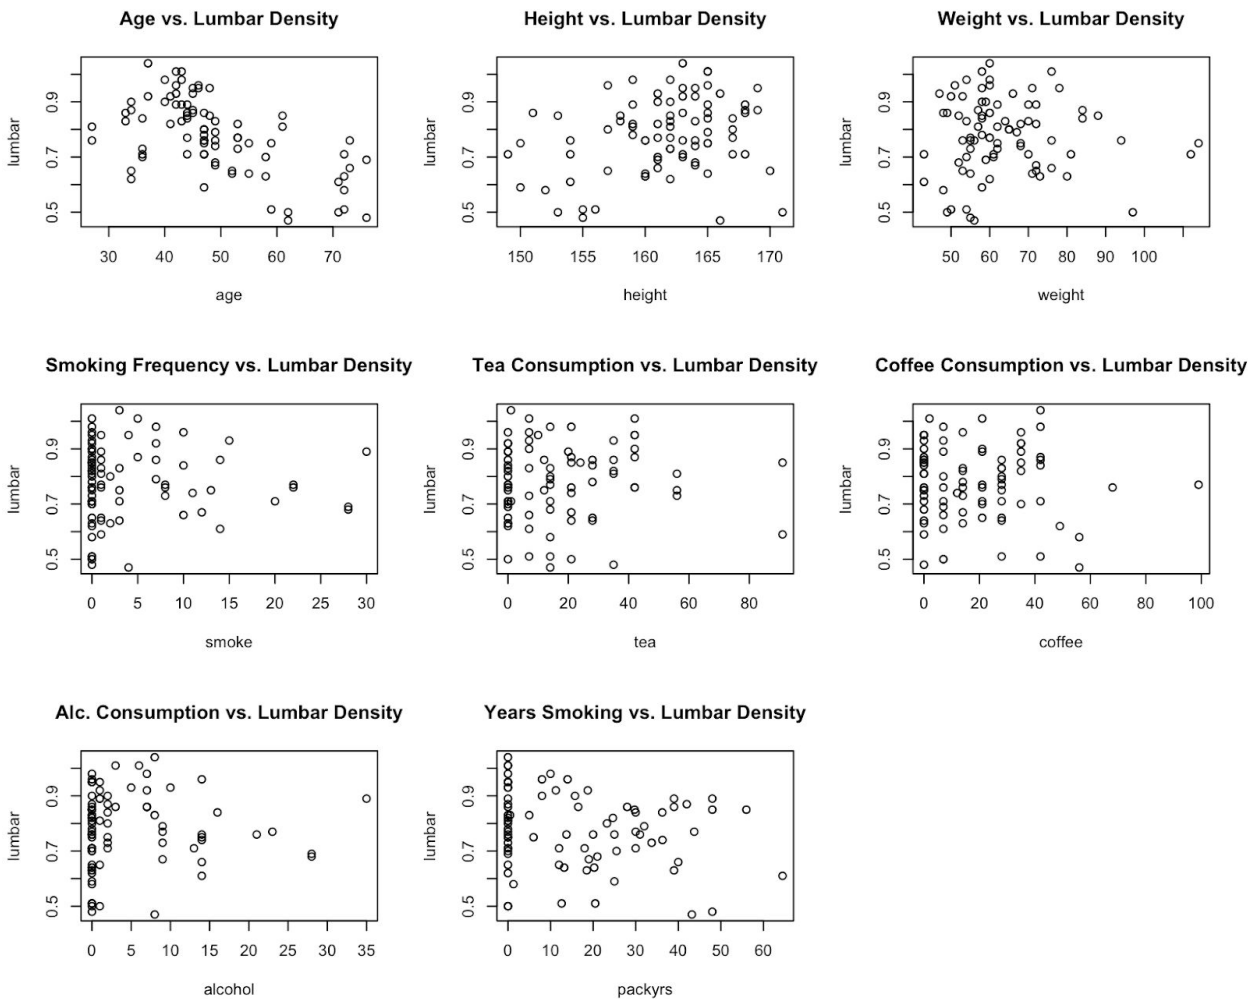 Age vs. Lumbar Density
Height vs. Lumbar Density
Weight vs. Lumbar Density
lumbar
0.5 0.7 0.9
30 40 50 60 70
age
lumbar
0.5 0.7 0.9
150 155 160 165 170
height
lumbar
0.5 0.7 0.9
50 60 70 80 90 100
weight
Smoking Frequency vs. Lumbar Density
Tea Consumption vs. Lumbar Density
Coffee Consumption vs. Lumbar Density
lumbar
0.5 0.7 0.9
0 5 10 15 20 25 30
smoke
lumbar
0.5 0.7 0.9
0 20 40 60 80
tea
lumbar
0.5 0.7 0.9
0 20 40 60 80 100
coffee
Alc. Consumption vs. Lumbar Density
Years Smoking vs. Lumbar Density
lumbar
0.5 0.7 0.9
0 5 10 15 20 25 30 35
alcohol
lumbar
0.5 0.7 0.9
0 10 20 30 40 50 60
packyrs